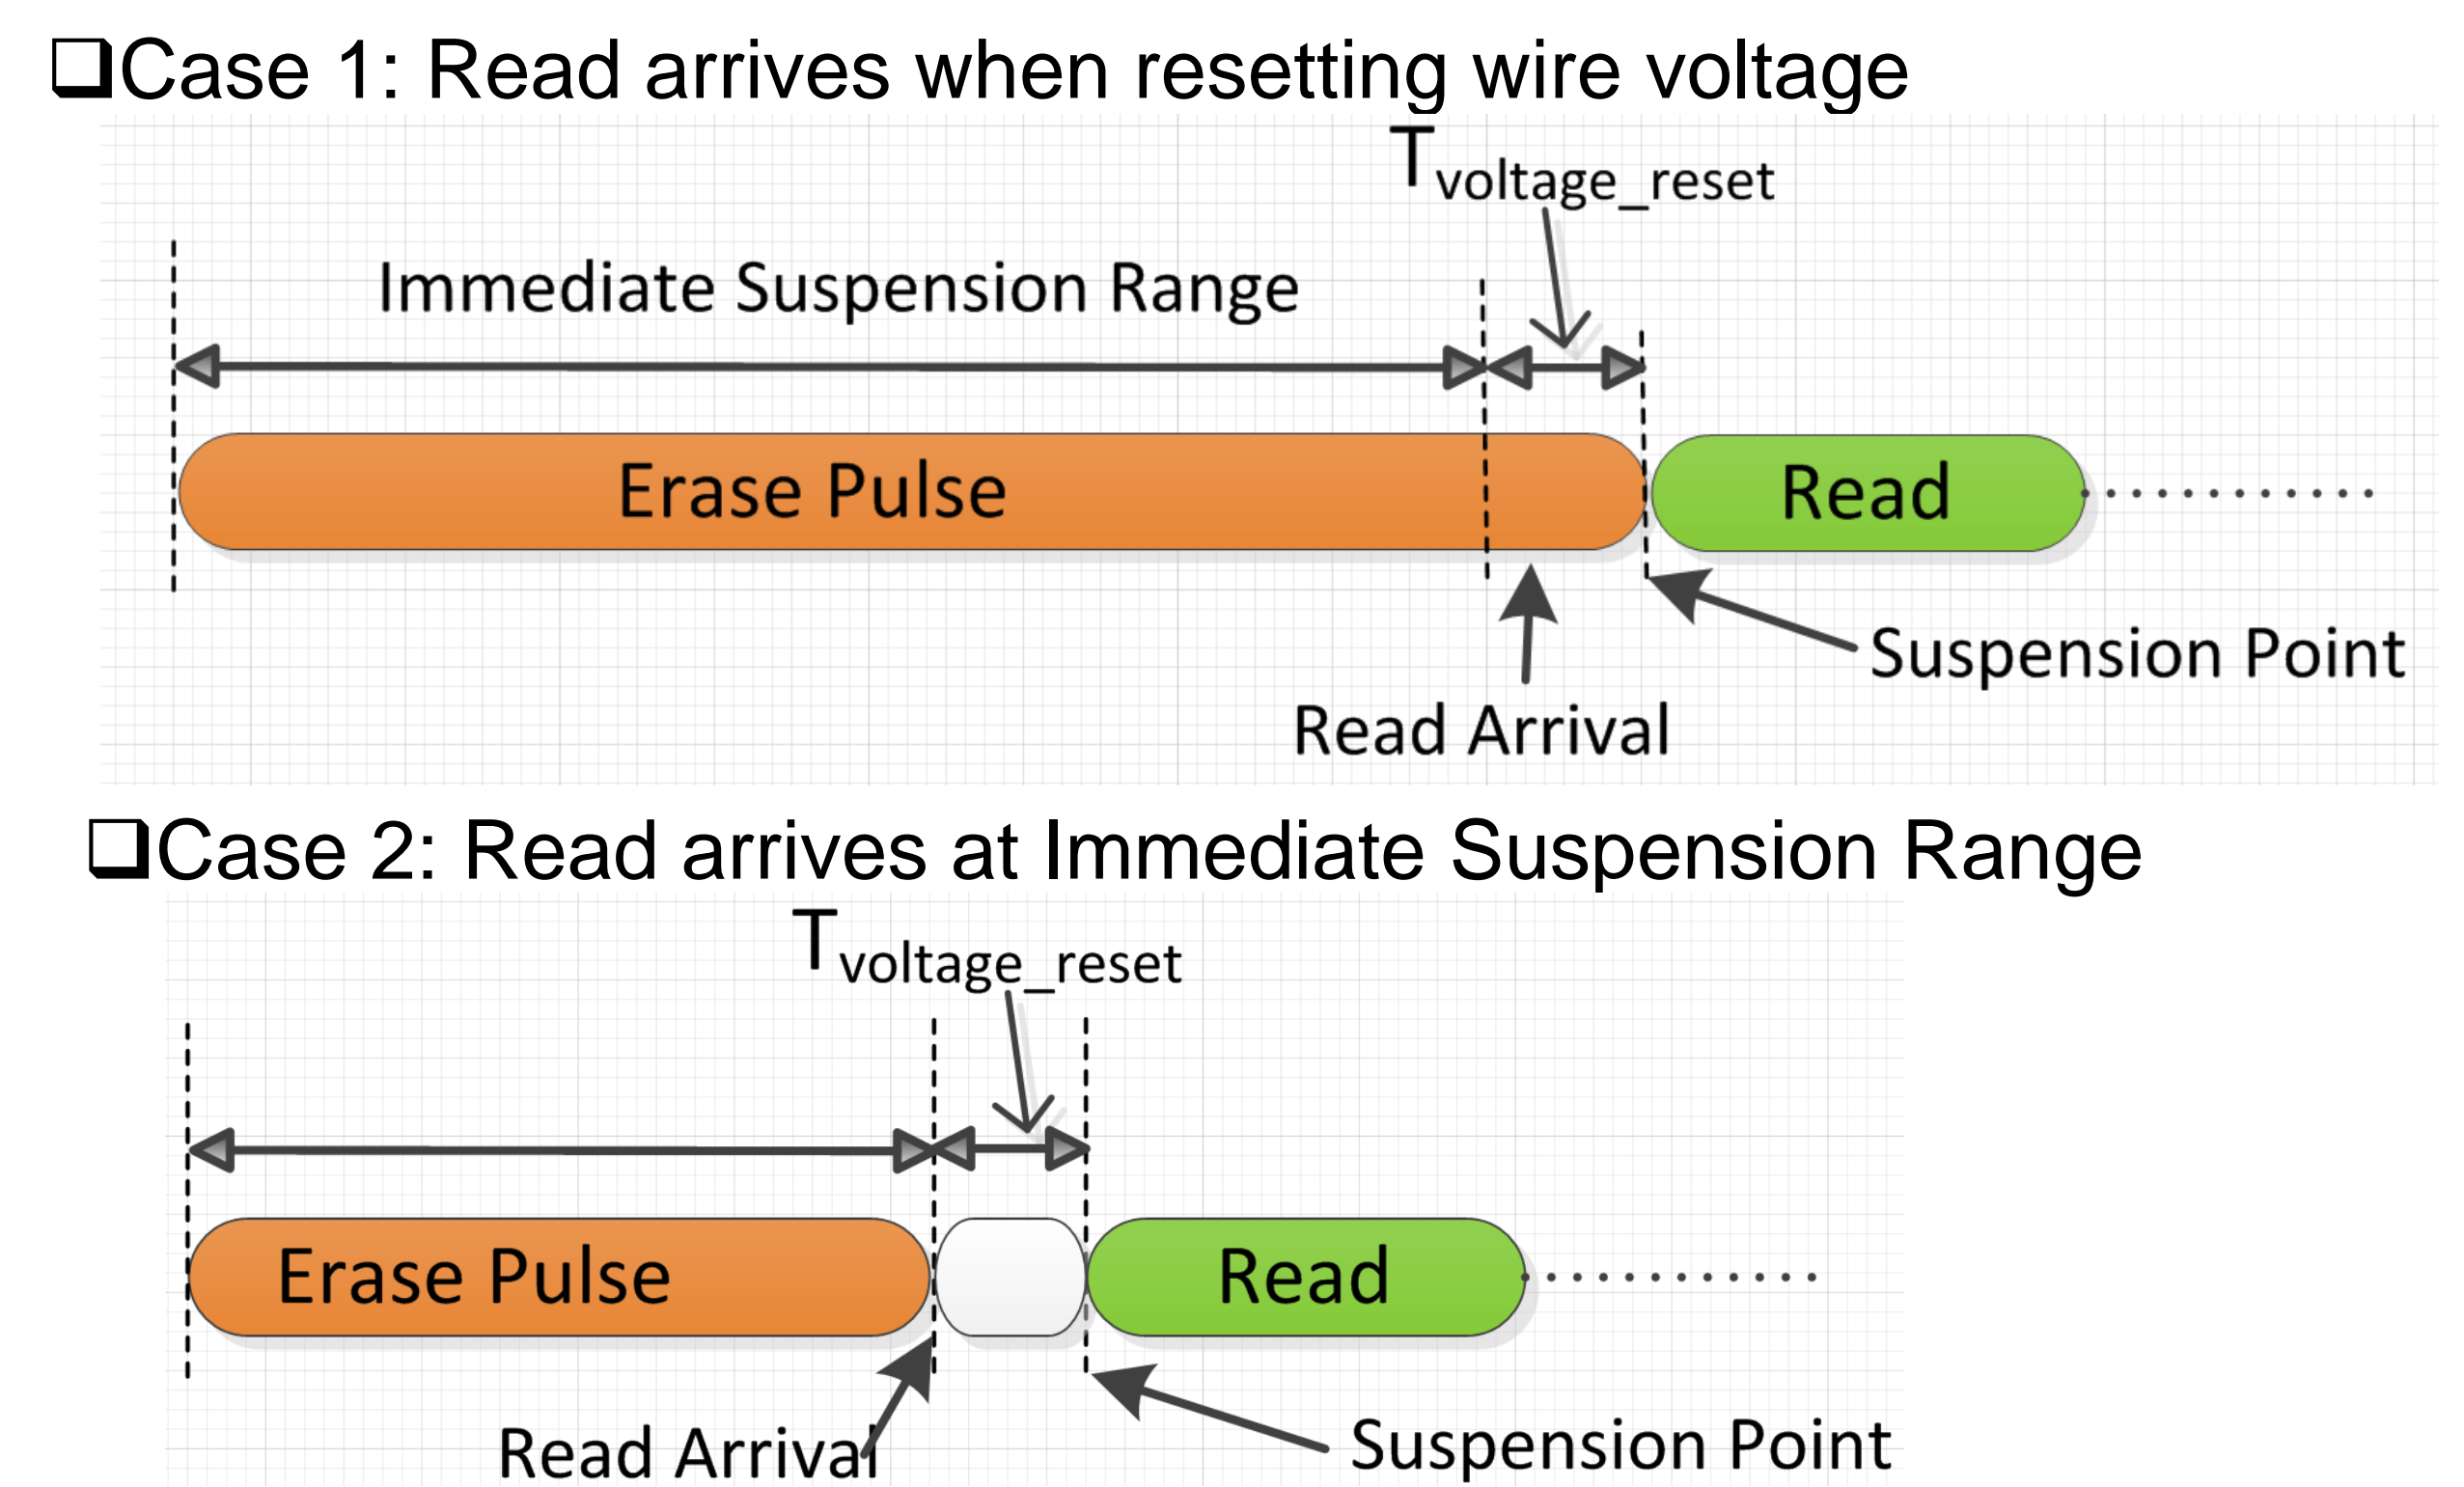 ❑Case 1: Read arrives when resetting wire voltage
Tvoltage_reset
Immediate Suspension Range
Erase Pulse
Read
Suspension Point
Read Arrival
❑Case 2: Read arrives at Immediate Suspension Range
Tvoltage_reset
Erase Pulse
Read
Read Arrival
Suspension Point